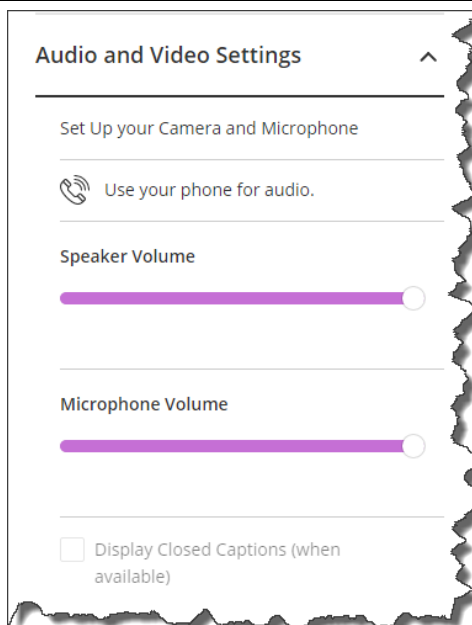 Audio and Video Settings
Set Up your Camera and Microphone
Use your phone for audio.
Speaker Volume
Microphone Volume
Display Closed Captions (when
available)